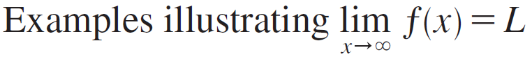 Examples illustrating lim f(x) = L
x→∞